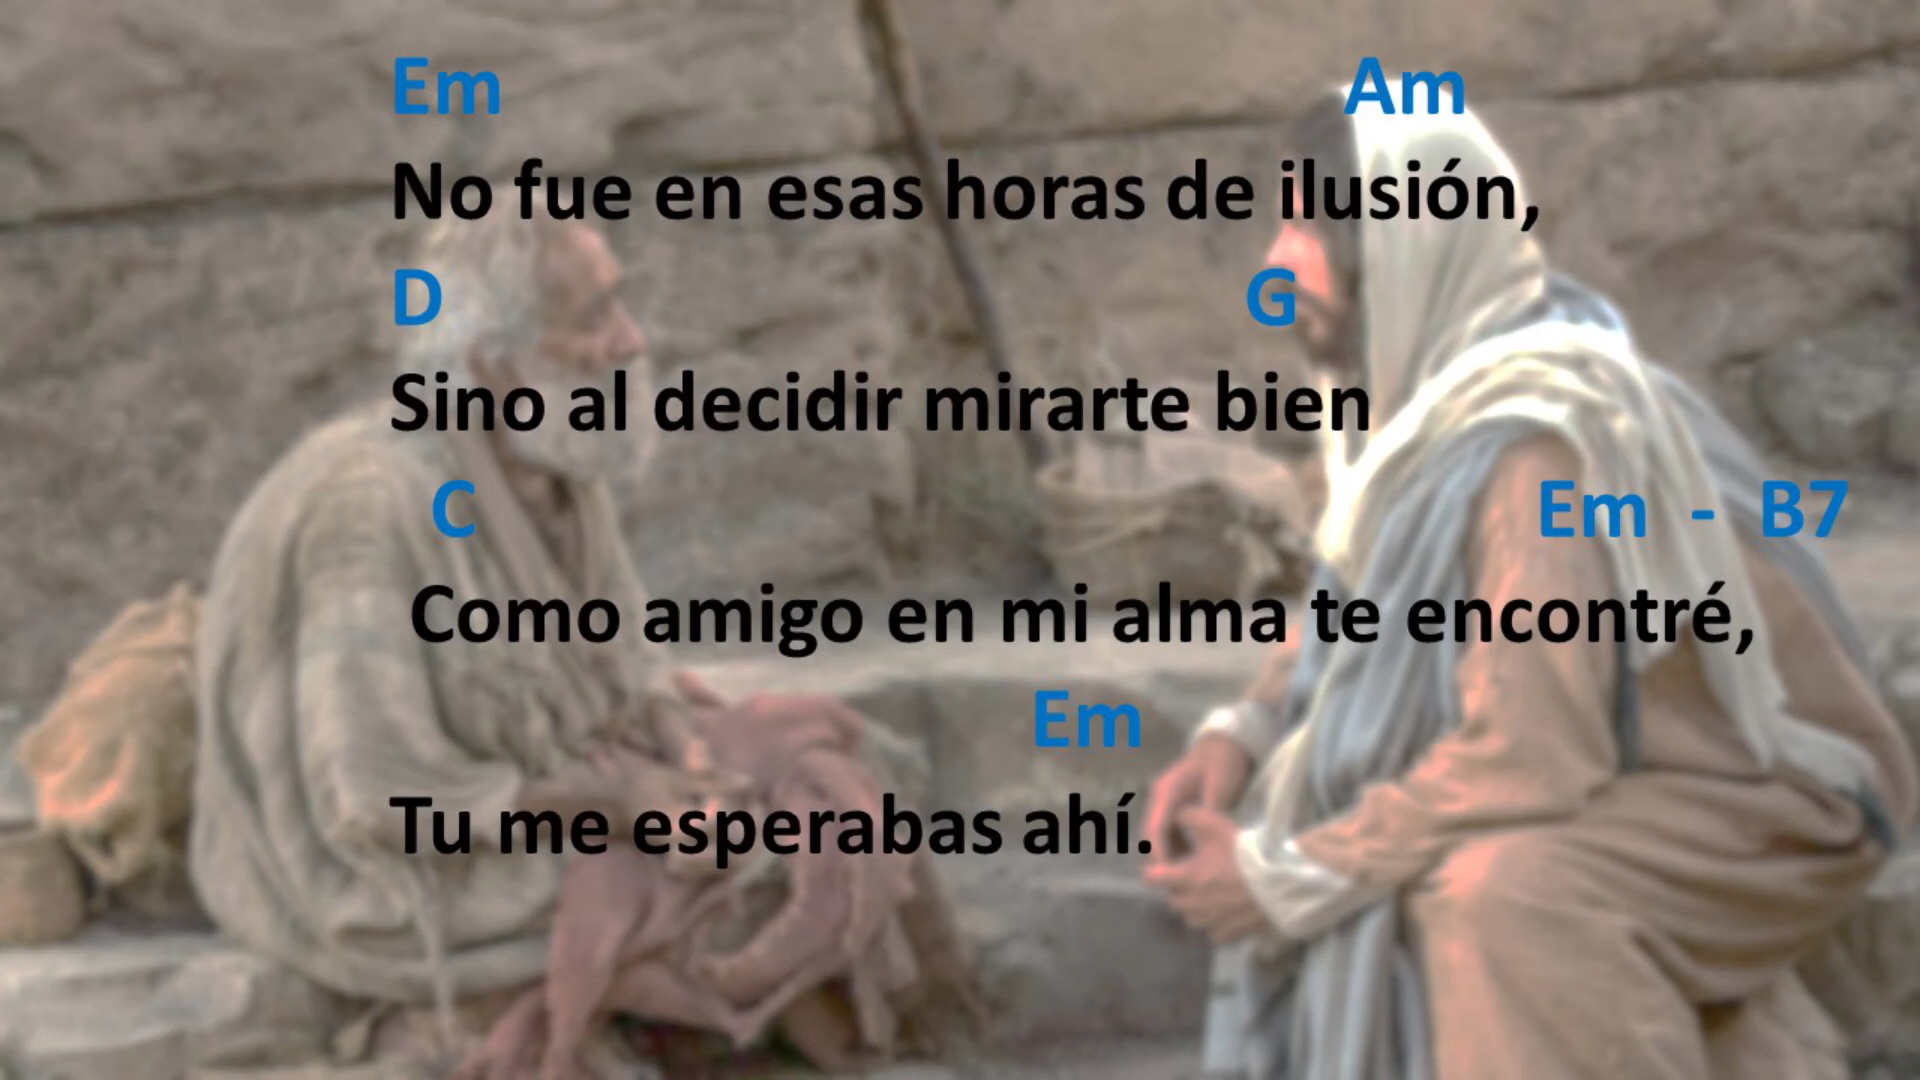 Em Am
No fue en esas horas de ilusión,
D G
Sino al decidir mirarte bien
C Em - B7
Como amigo en mi alma te encontré,
Em
Tu me esperabas ahí.